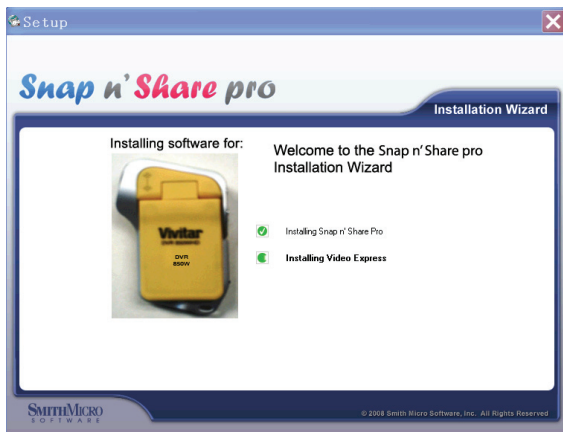 Setup
Snap n' Share pro
Installation Wizard
Installing software for:
Welcome to the Snap n' Share pro
Installation Wizard
Vivitar
DVR
850W
Installing Snap n' Share Pro
Installing Video Express
SMITHMICRO
SOFTWARE
© 2008 Smith Micro Software, Inc. All Rights Reserved